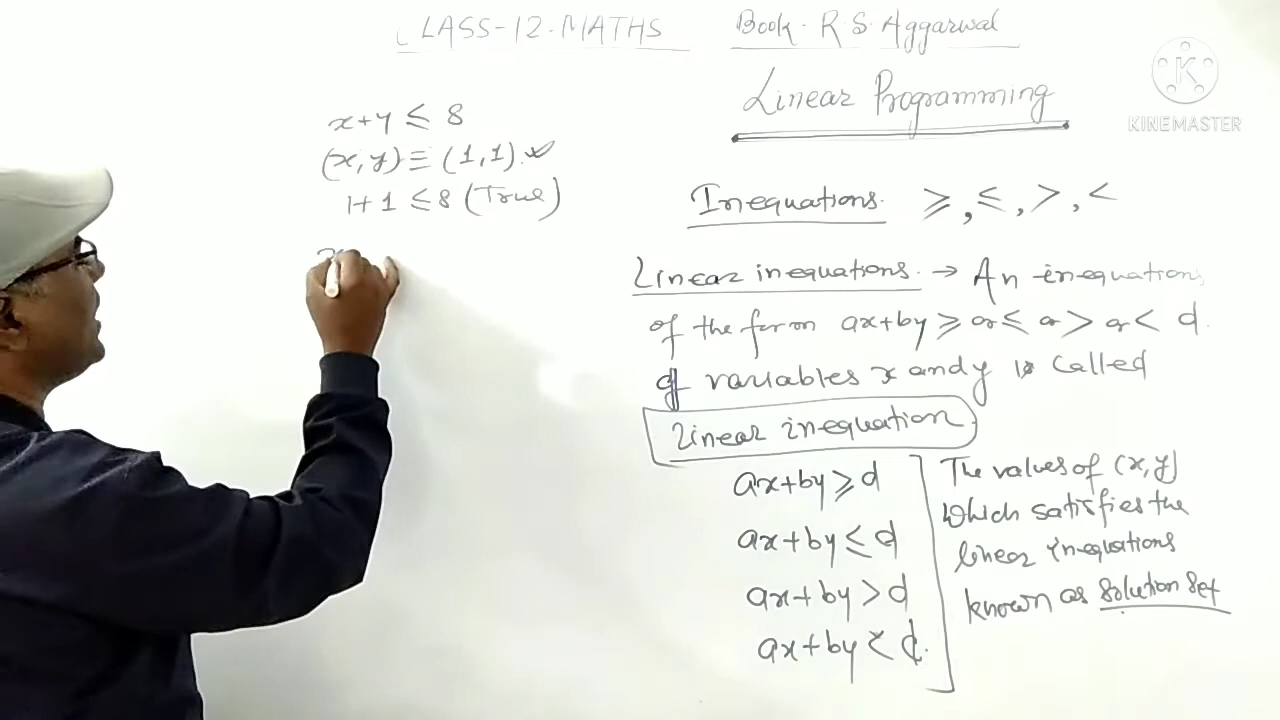 CLASS-12-MATHS Book- R.S. Aggarwal
Linear Programming
KINEMASTER
x+y ≤ 8
(x,y) ≡ (1,1).
1+1 ≤ 8 (True)
x
Inequations. ≥, ≤, >, <
Linear inequations. → An inequation
of the form ax+by ≥ or ≤ or > or < d.
of variables x and y is called
linear inequation.
ax+by ≥ d
ax+by ≤ d
ax+by > d
ax+by < d.
The values of (x,y)
which satisfies the
linear inequations
known as solution set